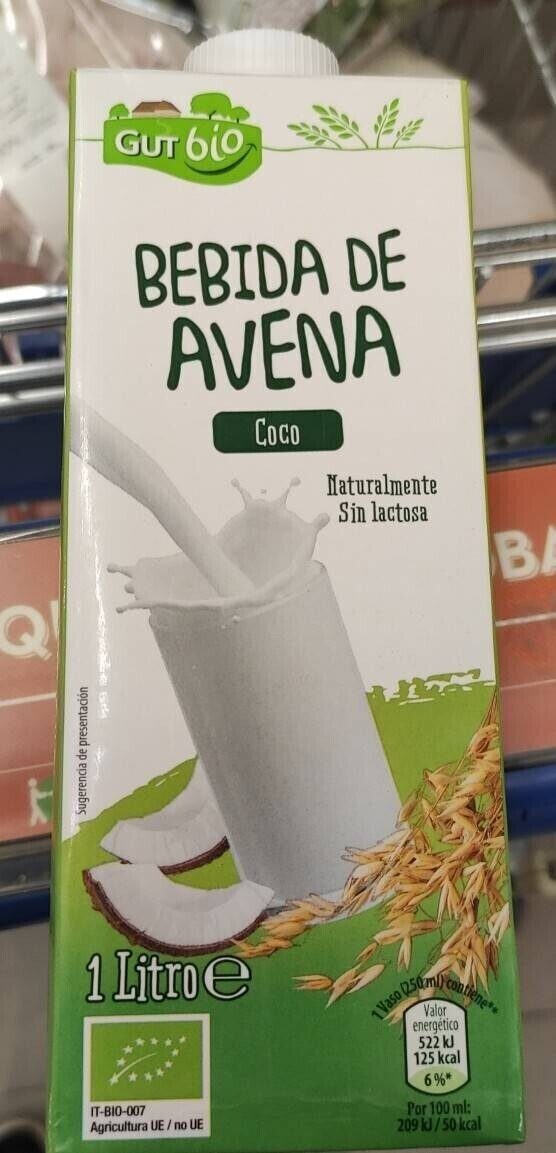 GUT bio
BEBIDA DE
AVENA
Coco
Naturalmente
Sin lactosa
Sugerencia de presentación
1 Litro e
1 Vaso (250 ml) contiene**
Valor
energético
522 kJ
125 kcal
6%*
Por 100 ml:
209 kJ / 50 kcal
IT-BIO-007
Agricultura UE / no UE